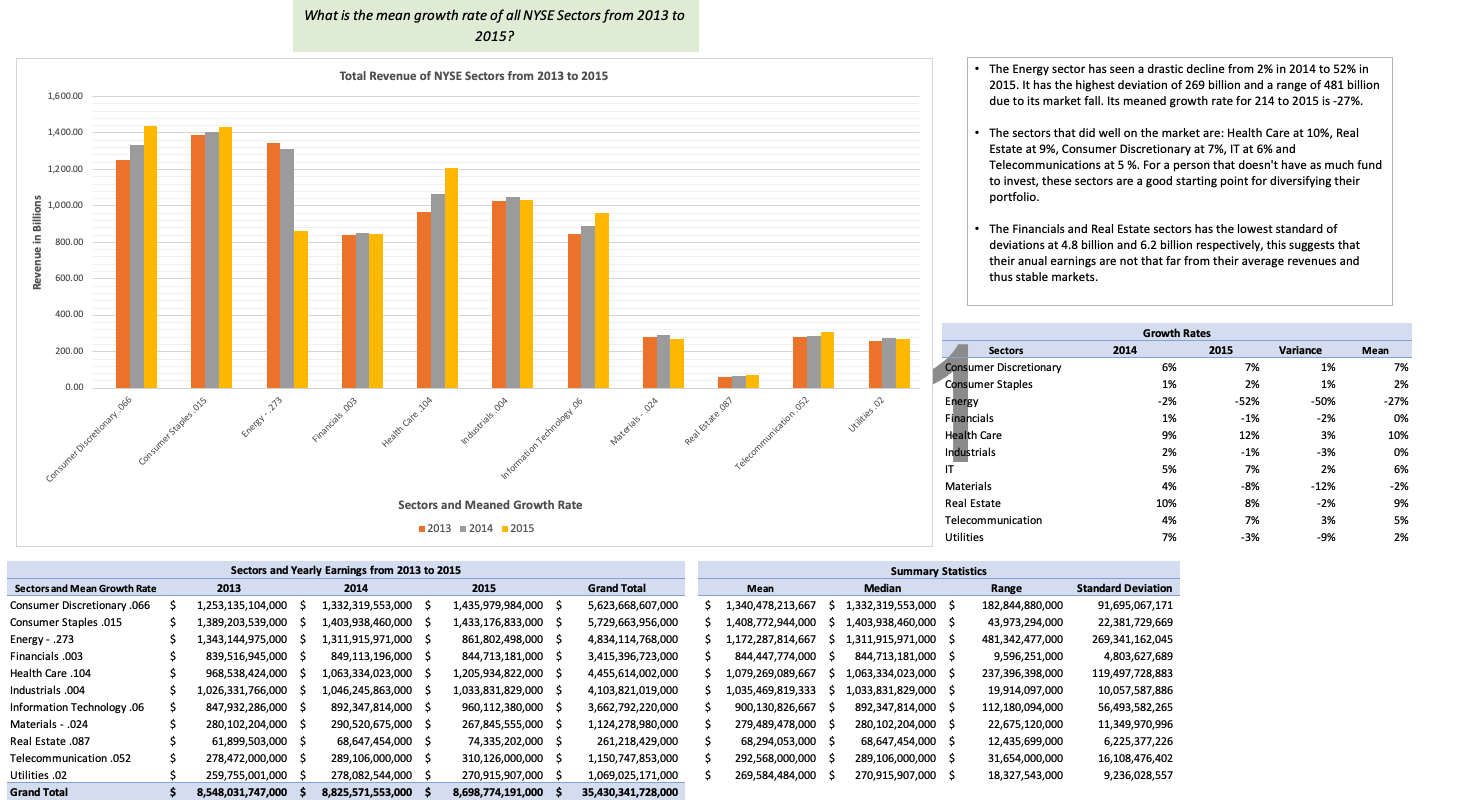 What is the mean growth rate of all NYSE Sectors from 2013 to
2015?
Total Revenue of NYSE Sectors from 2013 to 2015
Revenue in Billions
1,600.00
1,400.00
1,200.00
1,000.00
800.00
600.00
400.00
200.00
0.00
Consumer Discretionary .066
Consumer Staples .015
Energy - .273
Financials .003
Health Care .104
Industrials .004
Information Technology .06
Materials - .024
Real Estate .087
Telecommunication .052
Utilities .02
Sectors and Meaned Growth Rate
2013 2014 2015
• The Energy sector has seen a drastic decline from 2% in 2014 to 52% in
2015. It has the highest deviation of 269 billion and a range of 481 billion
due to its market fall. Its meaned growth rate for 214 to 2015 is -27%.
• The sectors that did well on the market are: Health Care at 10%, Real
Estate at 9%, Consumer Discretionary at 7%, IT at 6% and
Telecommunications at 5 %. For a person that doesn't have as much fund
to invest, these sectors are a good starting point for diversifying their
portfolio.
• The Financials and Real Estate sectors has the lowest standard of
deviations at 4.8 billion and 6.2 billion respectively, this suggests that
their anual earnings are not that far from their average revenues and
thus stable markets.
1
Growth Rates
Sectors 2014 2015 Variance Mean
Consumer Discretionary 6% 7% 1% 7%
Consumer Staples 1% 2% 1% 2%
Energy -2% -52% -50% -27%
Financials 1% -1% -2% 0%
Health Care 9% 12% 3% 10%
Industrials 2% -1% -3% 0%
IT 5% 7% 2% 6%
Materials 4% -8% -12% -2%
Real Estate 10% 8% -2% 9%
Telecommunication 4% 7% 3% 5%
Utilities 7% -3% -9% 2%
Sectors and Yearly Earnings from 2013 to 2015
Sectors and Mean Growth Rate 2013 2014 2015 Grand Total
Consumer Discretionary .066 $ 1,253,135,104,000 $ 1,332,319,553,000 $ 1,435,979,984,000 $ 5,623,668,607,000
Consumer Staples .015 $ 1,389,203,539,000 $ 1,403,938,460,000 $ 1,433,176,833,000 $ 5,729,663,956,000
Energy - .273 $ 1,343,144,975,000 $ 1,311,915,971,000 $ 861,802,498,000 $ 4,834,114,768,000
Financials .003 $ 839,516,945,000 $ 849,113,196,000 $ 844,713,181,000 $ 3,415,396,723,000
Health Care .104 $ 968,538,424,000 $ 1,063,334,023,000 $ 1,205,934,822,000 $ 4,455,614,002,000
Industrials .004 $ 1,026,331,766,000 $ 1,046,245,863,000 $ 1,033,831,829,000 $ 4,103,821,019,000
Information Technology .06 $ 847,932,286,000 $ 892,347,814,000 $ 960,112,380,000 $ 3,662,792,220,000
Materials - .024 $ 280,102,204,000 $ 290,520,675,000 $ 267,845,555,000 $ 1,124,278,980,000
Real Estate .087 $ 61,899,503,000 $ 68,647,454,000 $ 74,335,202,000 $ 261,218,429,000
Telecommunication .052 $ 278,472,000,000 $ 289,106,000,000 $ 310,126,000,000 $ 1,150,747,853,000
Utilities .02 $ 259,755,001,000 $ 278,082,544,000 $ 270,915,907,000 $ 1,069,025,171,000
Grand Total $ 8,548,031,747,000 $ 8,825,571,553,000 $ 8,698,774,191,000 $ 35,430,341,728,000
Summary Statistics
Mean Median Range Standard Deviation
$ 1,340,478,213,667 $ 1,332,319,553,000 $ 182,844,880,000 91,695,067,171
$ 1,408,772,944,000 $ 1,403,938,460,000 $ 43,973,294,000 22,381,729,669
$ 1,172,287,814,667 $ 1,311,915,971,000 $ 481,342,477,000 269,341,162,045
$ 844,447,774,000 $ 844,713,181,000 $ 9,596,251,000 4,803,627,689
$ 1,079,269,089,667 $ 1,063,334,023,000 $ 237,396,398,000 119,497,728,883
$ 1,035,469,819,333 $ 1,033,831,829,000 $ 19,914,097,000 10,057,587,886
$ 900,130,826,667 $ 892,347,814,000 $ 112,180,094,000 56,493,582,265
$ 279,489,478,000 $ 280,102,204,000 $ 22,675,120,000 11,349,970,996
$ 68,294,053,000 $ 68,647,454,000 $ 12,435,699,000 6,225,377,226
$ 292,568,000,000 $ 289,106,000,000 $ 31,654,000,000 16,108,476,402
$ 269,584,484,000 $ 270,915,907,000 $ 18,327,543,000 9,236,028,557